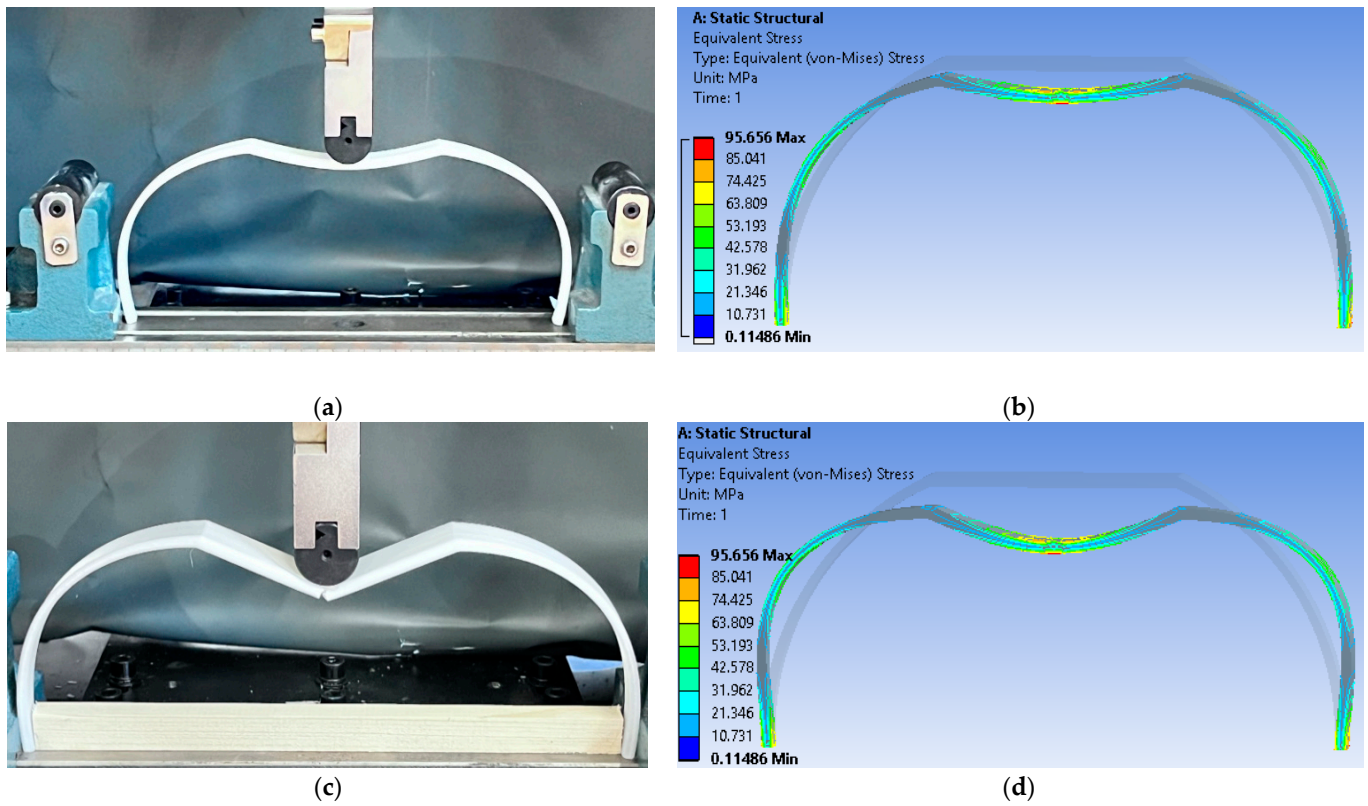 A: Static Structural
Equivalent Stress
Type: Equivalent (von-Mises) Stress
Unit: MPa
Time: 1
95.656 Max
85.041
74.425
63.809
53.193
42.578
31.962
21.346
10.731
0.11486 Min
(a)
(b)
A: Static Structural
Equivalent Stress
Type: Equivalent (von-Mises) Stress
Unit: MPa
Time: 1
95.656 Max
85.041
74.425
63.809
53.193
42.578
31.962
21.346
10.731
0.11486 Min
(c)
(d)